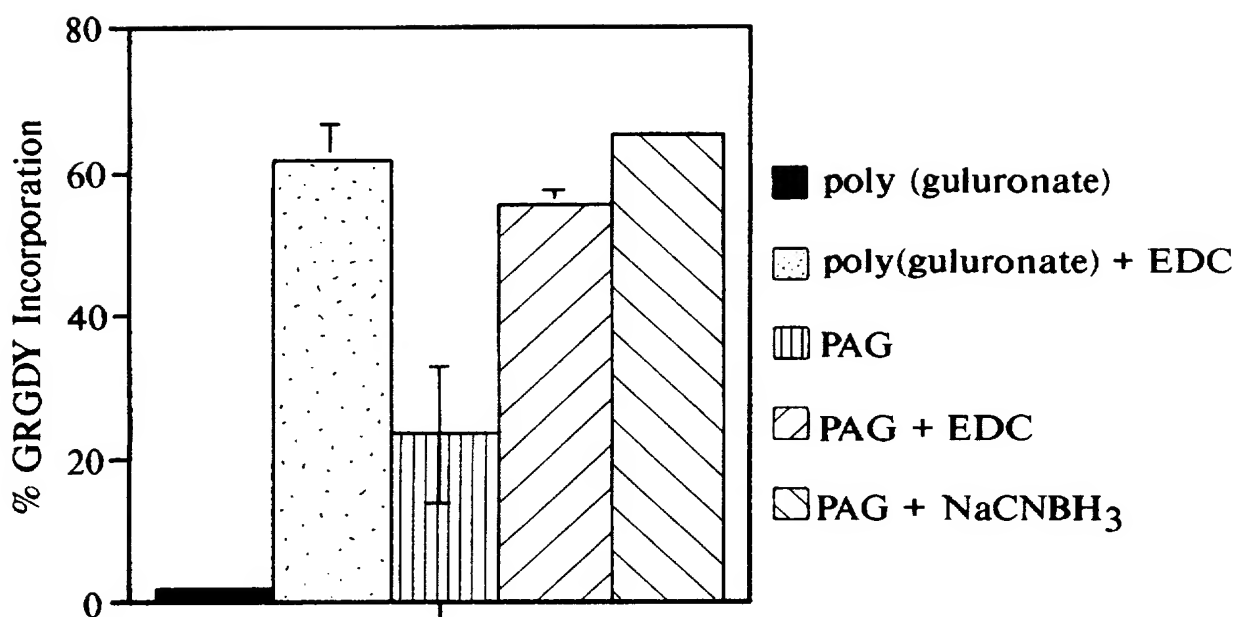 80
60
40
20
0
% GRGDY Incorporation
poly (guluronate)
poly(guluronate) + EDC
PAG
PAG + EDC
PAG + NaCNBH3